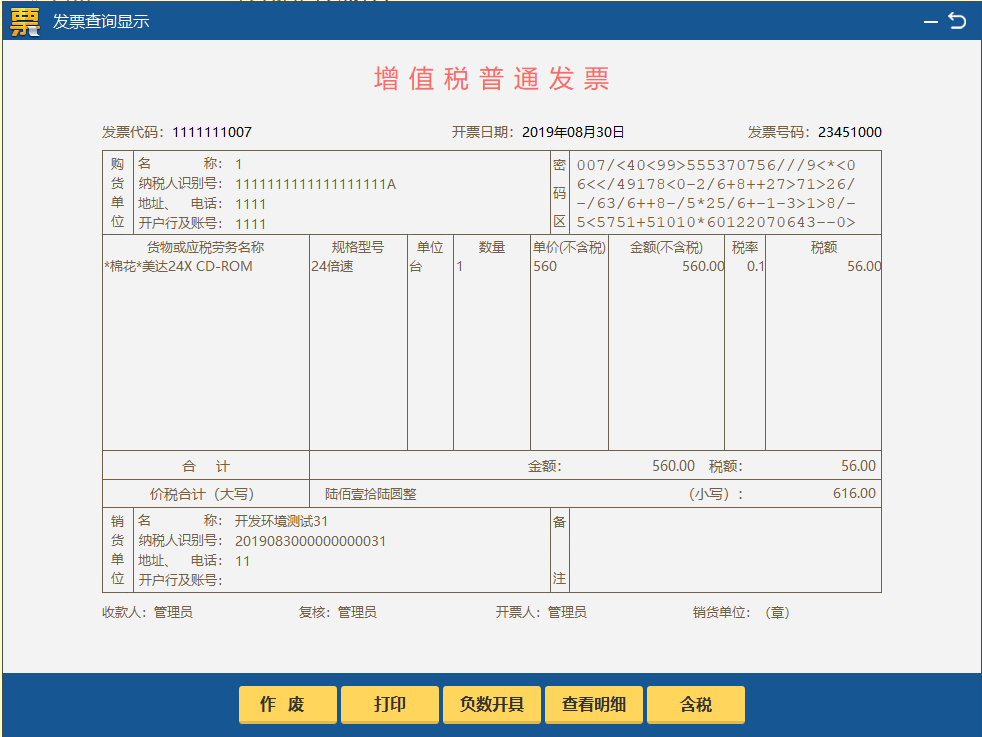 票 发票查询显示
增值税普通发票
发票代码：1111111007 开票日期：2019年08月30日 发票号码：23451000
购货单位
名 称：1
纳税人识别号：1111111111111111111A
地址、 电话：1111
开户行及账号：1111
密码区
007/<40<99>555370756///9<*<0
6<</49178<0-2/6+8++27>71>26/
-/63/6++8-/5*25/6+-1-3>1>8/-
5<5751+51010*60122070643--0>
货物或应税劳务名称 规格型号 单位 数量 单价(不含税) 金额(不含税) 税率 税额
*棉花*美达24X CD-ROM 24倍速 台 1 560 560.00 0.1 56.00
合 计 金额： 560.00 税额： 56.00
价税合计（大写） 陆佰壹拾陆圆整 （小写）： 616.00
销货单位
名 称：开发环境测试31
纳税人识别号：2019083000000000031
地址、 电话：11
开户行及账号：
备注
收款人：管理员 复核：管理员 开票人：管理员 销货单位：（章）
作 废 打印 负数开具 查看明细 含税